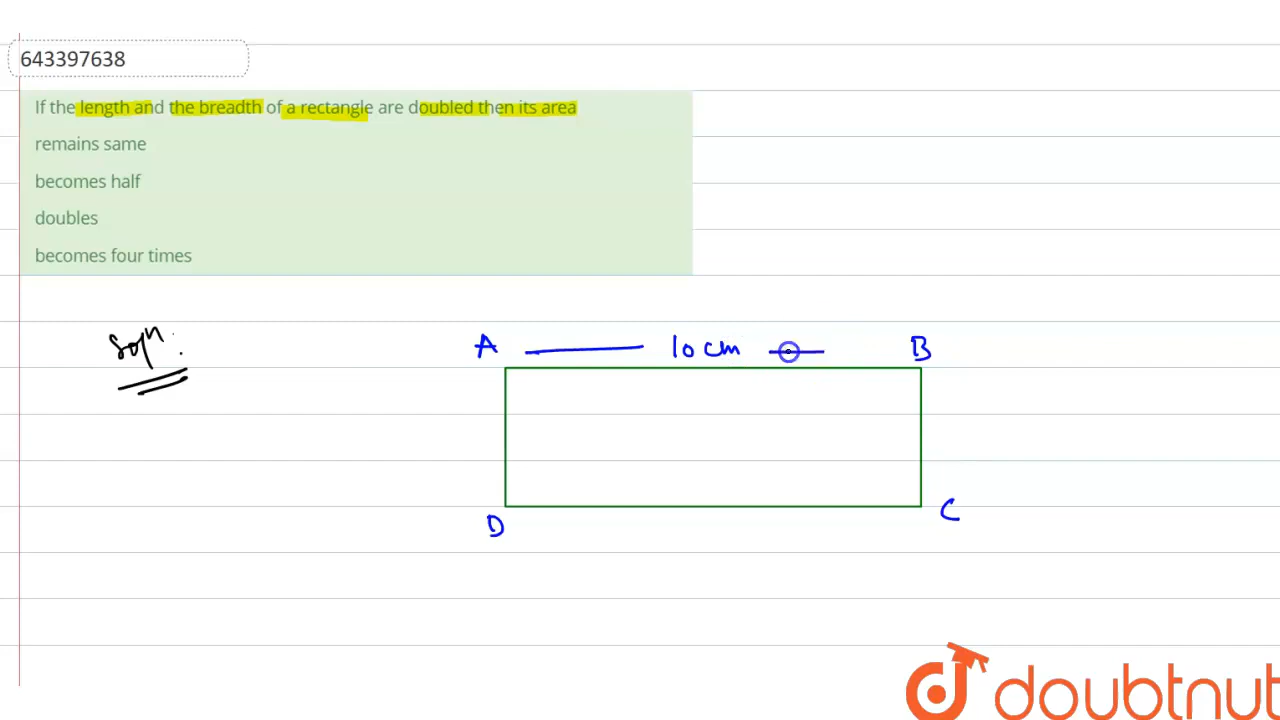 643397638
If the length and the breadth of a rectangle are doubled then its area
remains same
becomes half
doubles
becomes four times
Soln.
A 10 cm B
D C
doubtnut